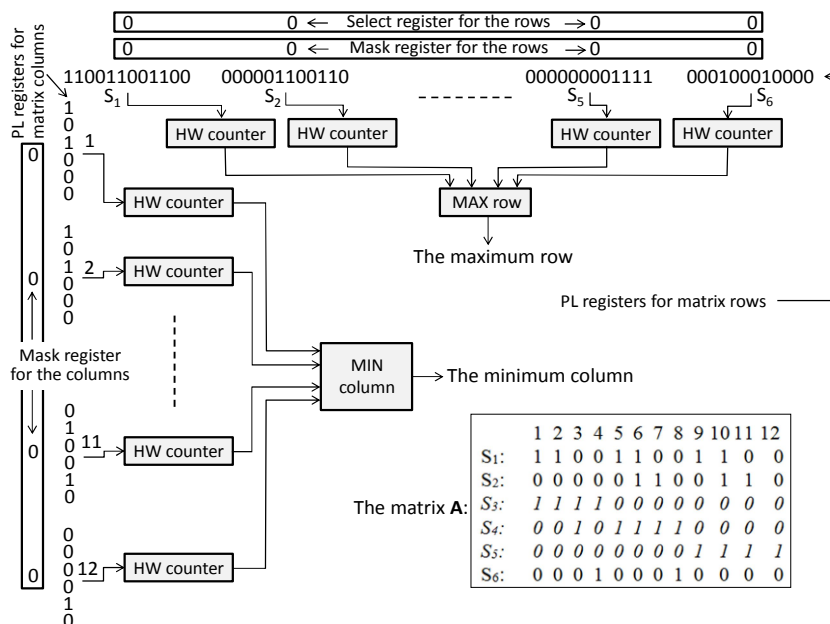 0 0 ← Select register for the rows → 0 0
0 0 ← Mask register for the rows → 0 0
110011001100 000001100110 000000001111 000100010000
S1 S2 S5 S6
HW counter HW counter HW counter HW counter
MAX row
The maximum row
PL registers for matrix rows
PL registers for
matrix columns
1
0
1
0
0
0
1
0
HW counter
1
0
1
0
0
0
2
0
HW counter
Mask register
for the columns
0
1
0
0
1
0
11
0
HW counter
0
0
0
0
1
0
12
0
HW counter
MIN
column
The minimum column
The matrix A:
1 2 3 4 5 6 7 8 9 10 11 12
S1: 1 1 0 0 1 1 0 0 1 1 0 0
S2: 0 0 0 0 0 1 1 0 0 1 1 0
S3: 1 1 1 1 0 0 0 0 0 0 0 0
S4: 0 0 1 0 1 1 1 1 0 0 0 0
S5: 0 0 0 0 0 0 0 0 1 1 1 1
S6: 0 0 0 1 0 0 0 1 0 0 0 0